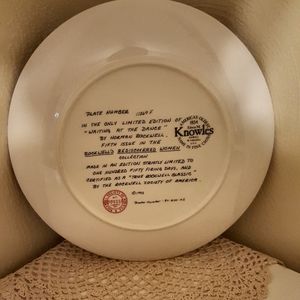 PLATE NUMBER
IN THE ONLY LIMITED EDITION OF
"WAITING AT THE DANCE"
BY NORMAN ROCKWELL,
FIFTH ISSUE IN THE
ROCKWELL'S REDISCOVERED WOMEN
COLLECTION
MADE IN AN EDITION STRICTLY LIMITED TO
ONE HUNDRED FIFTY FIRING DAYS, AND
CERTIFIED AS A "TRUE ROCKWELL CLASSIC"
BY THE ROCKWELL SOCIETY OF AMERICA.
Knowles